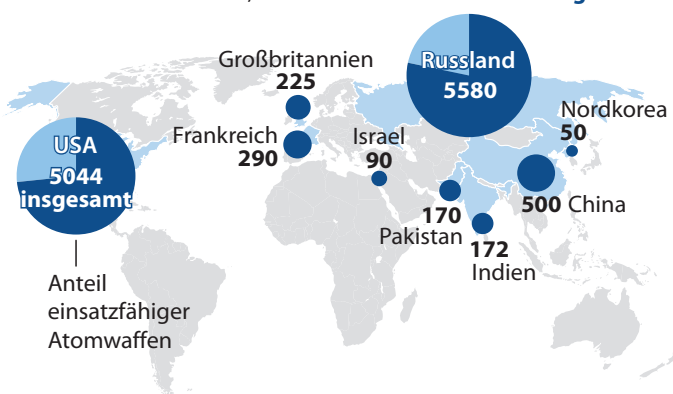 Großbritannien
225
Russland
5580
Nordkorea
50
Frankreich
290
Israel
90
USA
5044
insgesamt
170
Pakistan
172
Indien
500 China
Anteil
einsatzfähiger
Atomwaffen